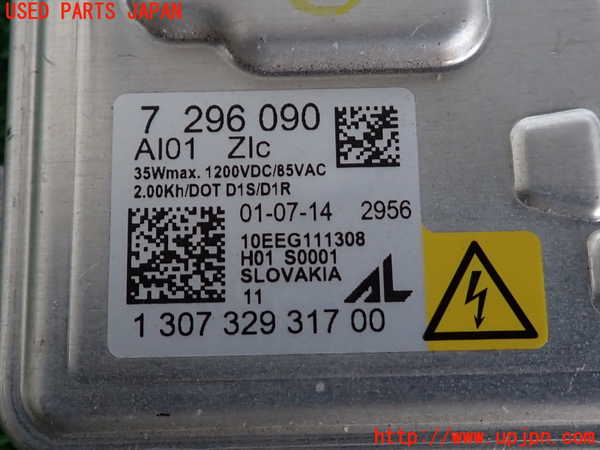 USED PARTS JAPAN
7 296 090
AI01 ZIc
35Wmax. 1200VDC/85VAC
2.00Kh/DOT D1S/D1R
01-07-14 2956
10EEG111308
H01 S0001
SLOVAKIA
11
AL
1 307 329 317 00
http://www.upjpn.com/